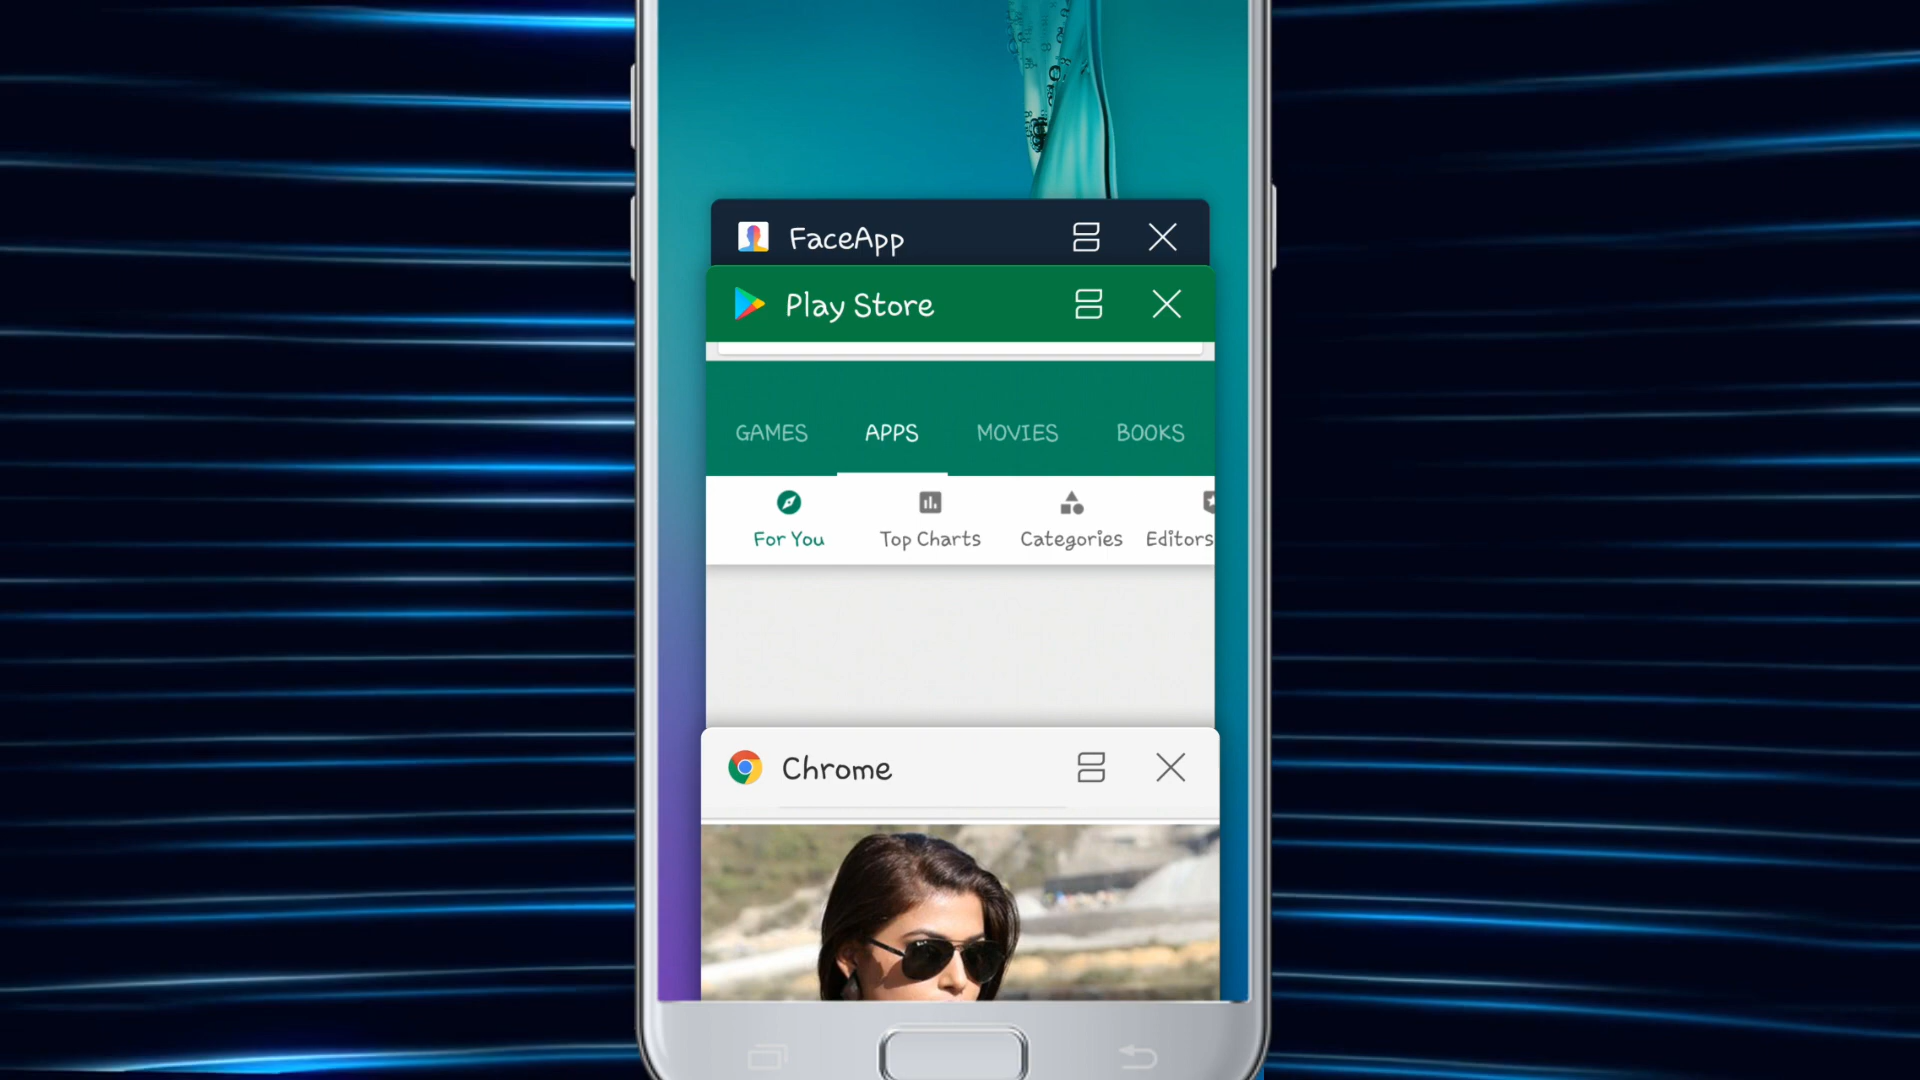 FaceApp
Play Store
GAMES APPS MOVIES BOOKS
For You Top Charts Categories Editors
Chrome